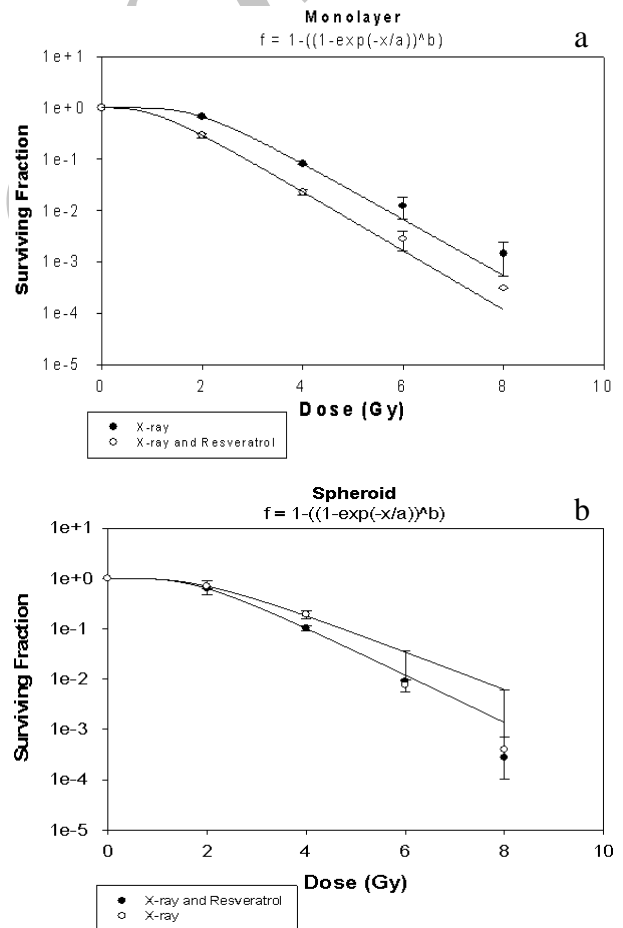 Monolayer
f = 1-((1-exp(-x/a))^b)
a
1e+1
1e+0
1e-1
1e-2
1e-3
1e-4
1e-5
Surviving Fraction
0 2 4 6 8 10
Dose (Gy)
X-ray
X-ray and Resveratrol
Spheroid
f = 1-((1-exp(-x/a))^b)
b
1e+1
1e+0
1e-1
1e-2
1e-3
1e-4
1e-5
Surviving Fraction
0 2 4 6 8 10
Dose (Gy)
X-ray and Resveratrol
X-ray